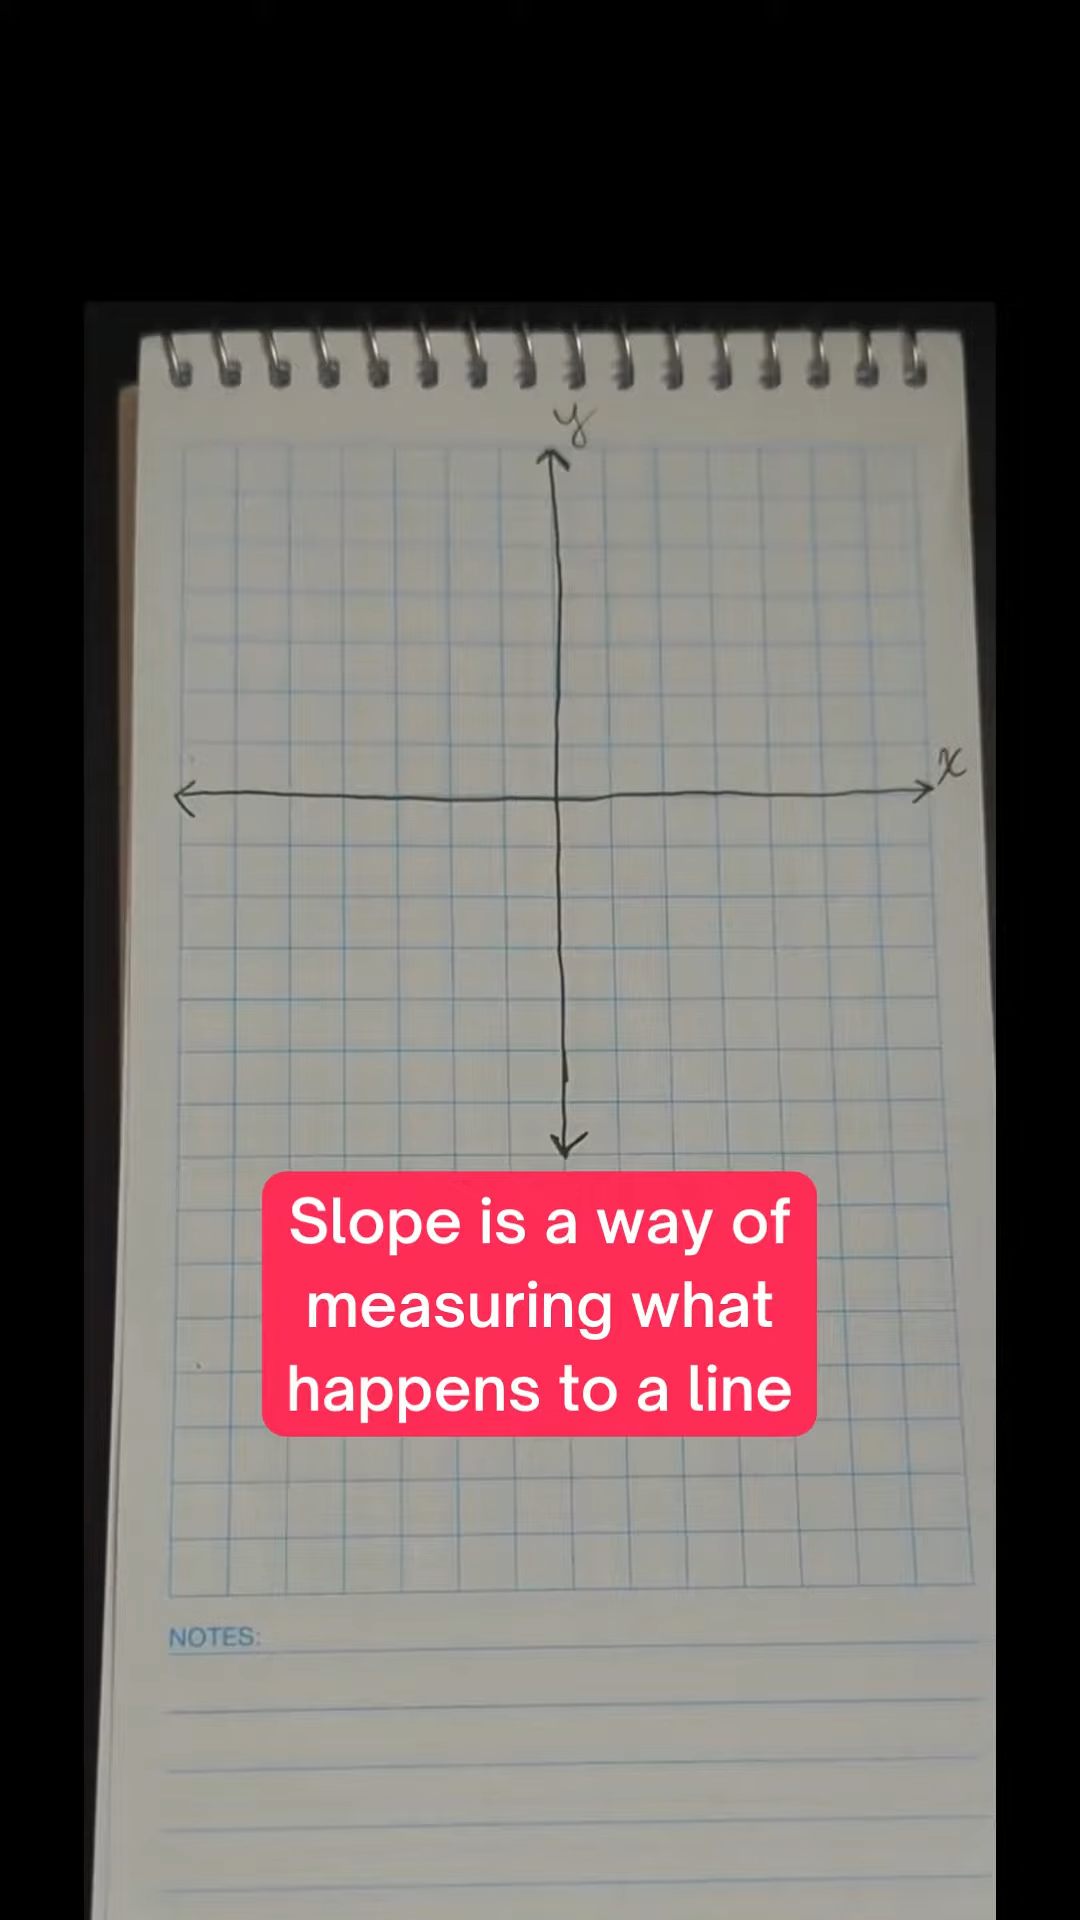 y
x
Slope is a way of
measuring what
happens to a line
NOTES: